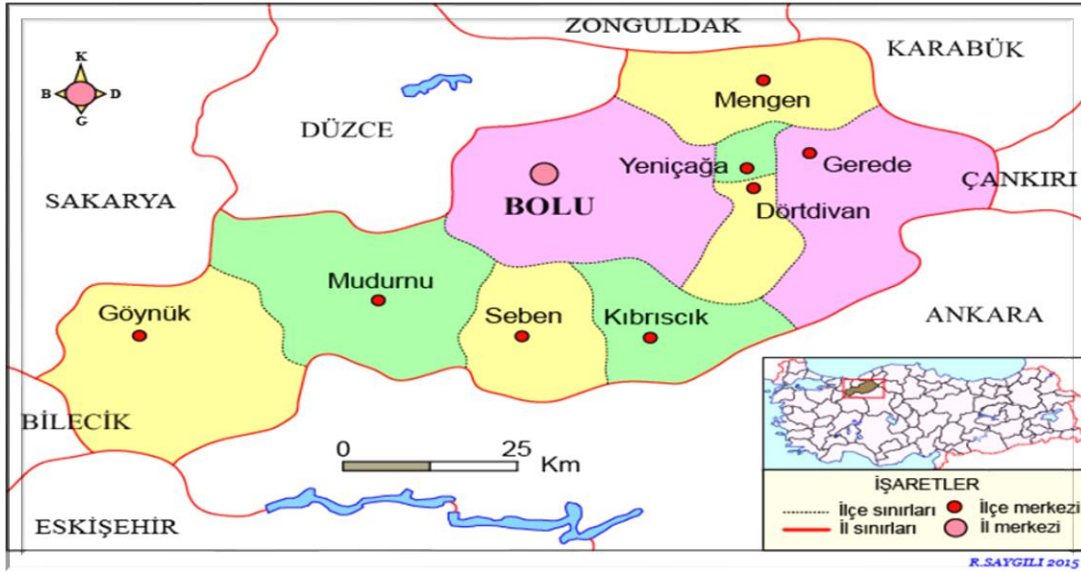 ZONGULDAK
KARABÜK
K
B D
G
DÜZCE
Mengen
Yeniçağa
Gerede
ÇANKIRI
SAKARYA
BOLU
Dörtdivan
Mudurnu
Göynük
Seben
Kıbrıscık
ANKARA
BİLECİK
0 25 Km
ESKİŞEHİR
İŞARETLER
İlçe sınırları İlçe merkezi
İl sınırları İl merkezi
R.SAYGILI 2015